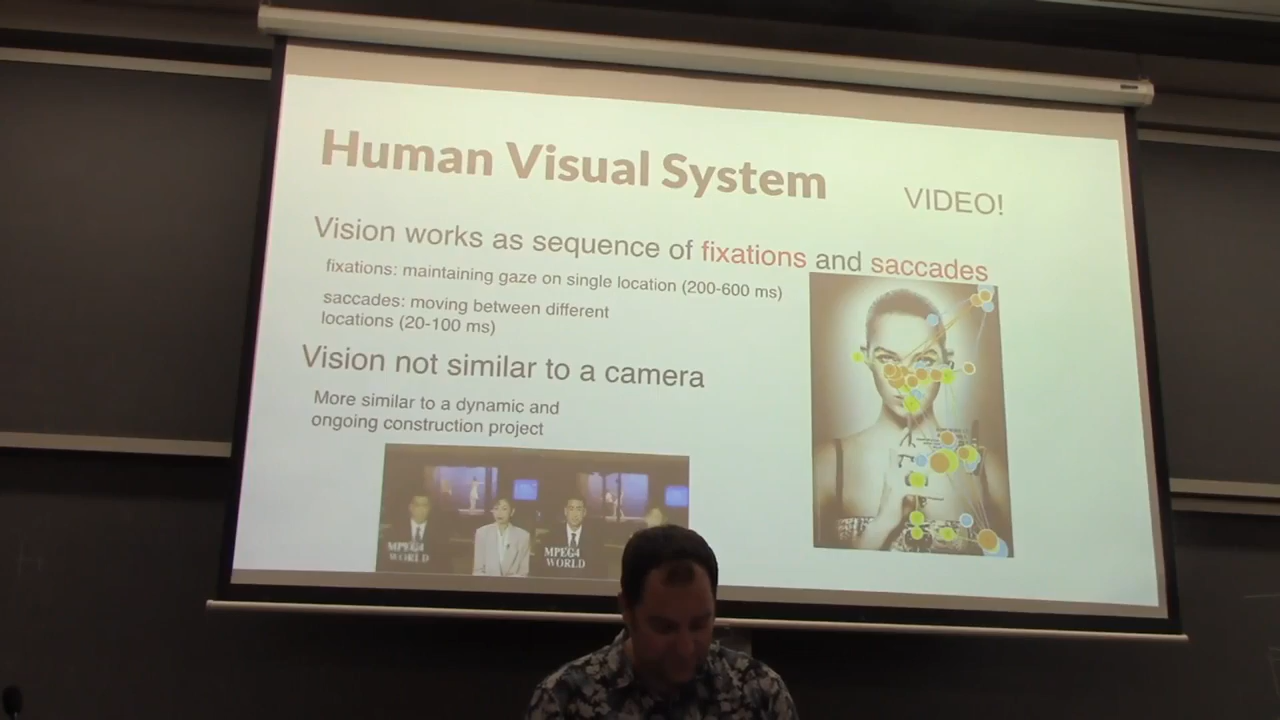 Human Visual System
VIDEO!
Vision works as sequence of fixations and saccades
fixations: maintaining gaze on single location (200-600 ms)
saccades: moving between different
locations (20-100 ms)
Vision not similar to a camera
More similar to a dynamic and
ongoing construction project
MPEG4
WORLD
MPEG4
WORLD